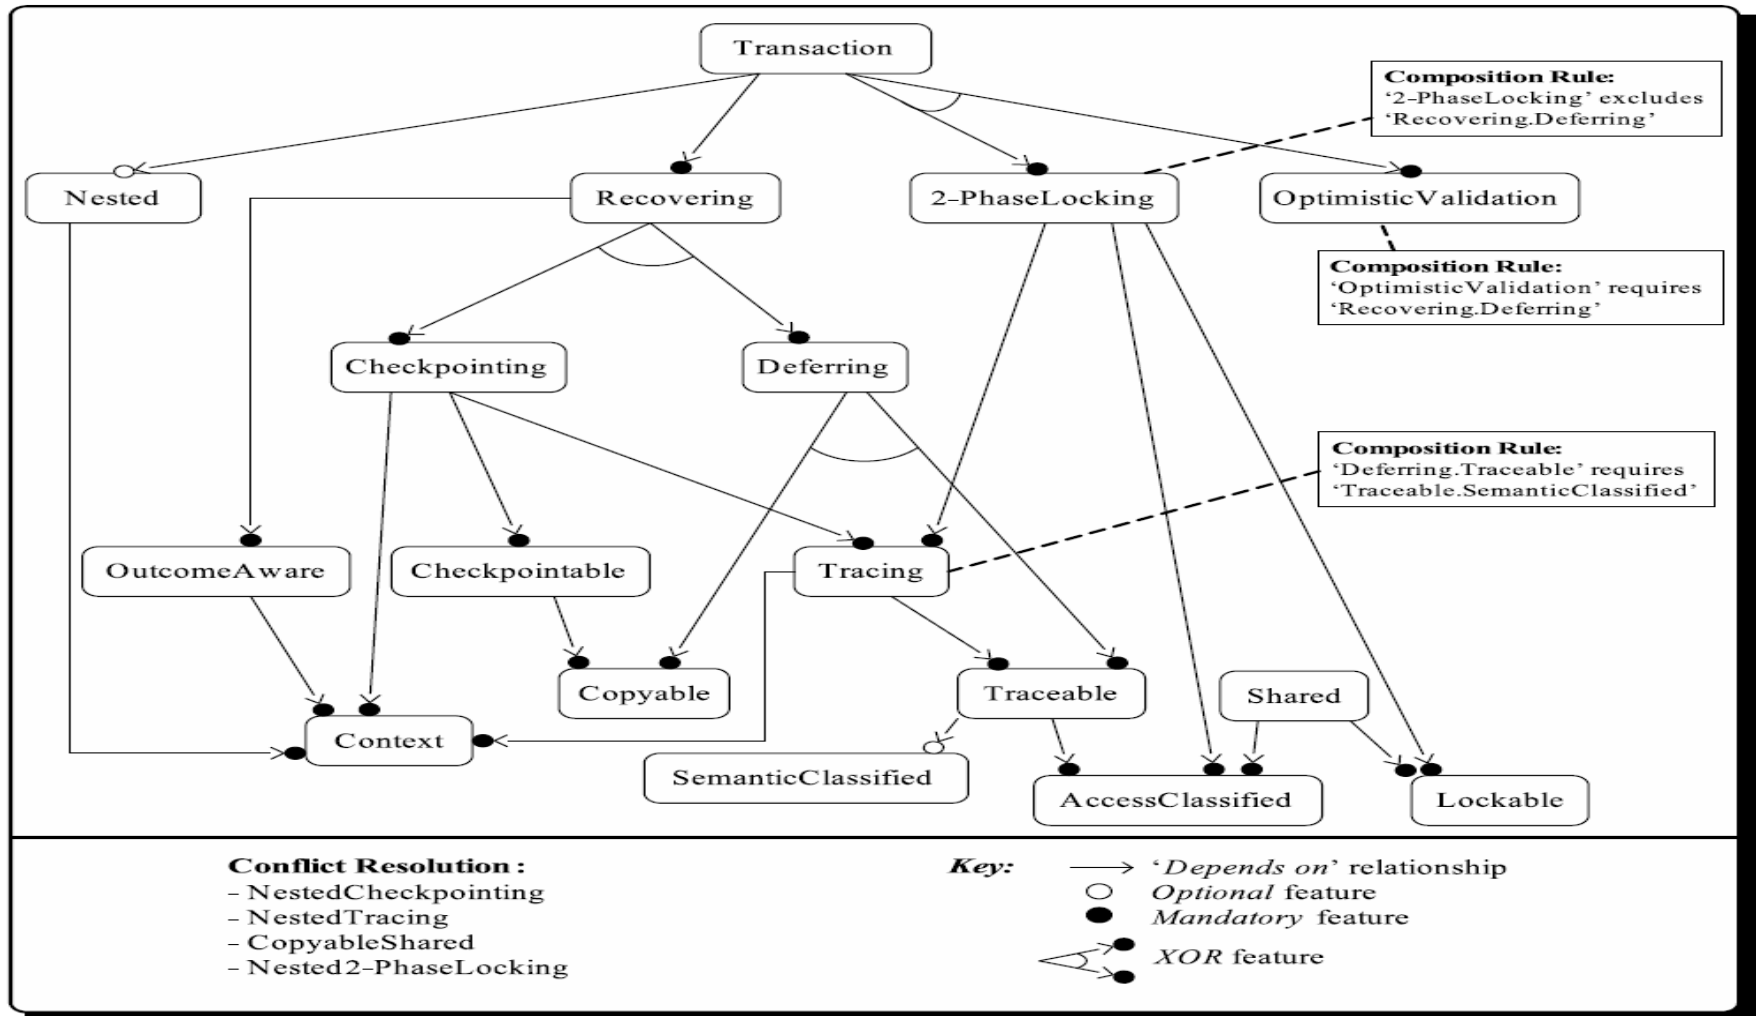 Transaction
Composition Rule:
‘2-PhaseLocking’ excludes
‘Recovering.Deferring’
Nested
Recovering
2-PhaseLocking
OptimisticValidation
Composition Rule:
‘OptimisticValidation’ requires
‘Recovering.Deferring’
Checkpointing
Deferring
Composition Rule:
‘Deferring.Traceable’ requires
‘Traceable.SemanticClassified’
OutcomeAware
Checkpointable
Tracing
Copyable
Traceable
Shared
Context
SemanticClassified
AccessClassified
Lockable
Conflict Resolution :
- NestedCheckpointing
- NestedTracing
- CopyableShared
- Nested2-PhaseLocking
Key:
‘Depends on’ relationship
Optional feature
Mandatory feature
XOR feature